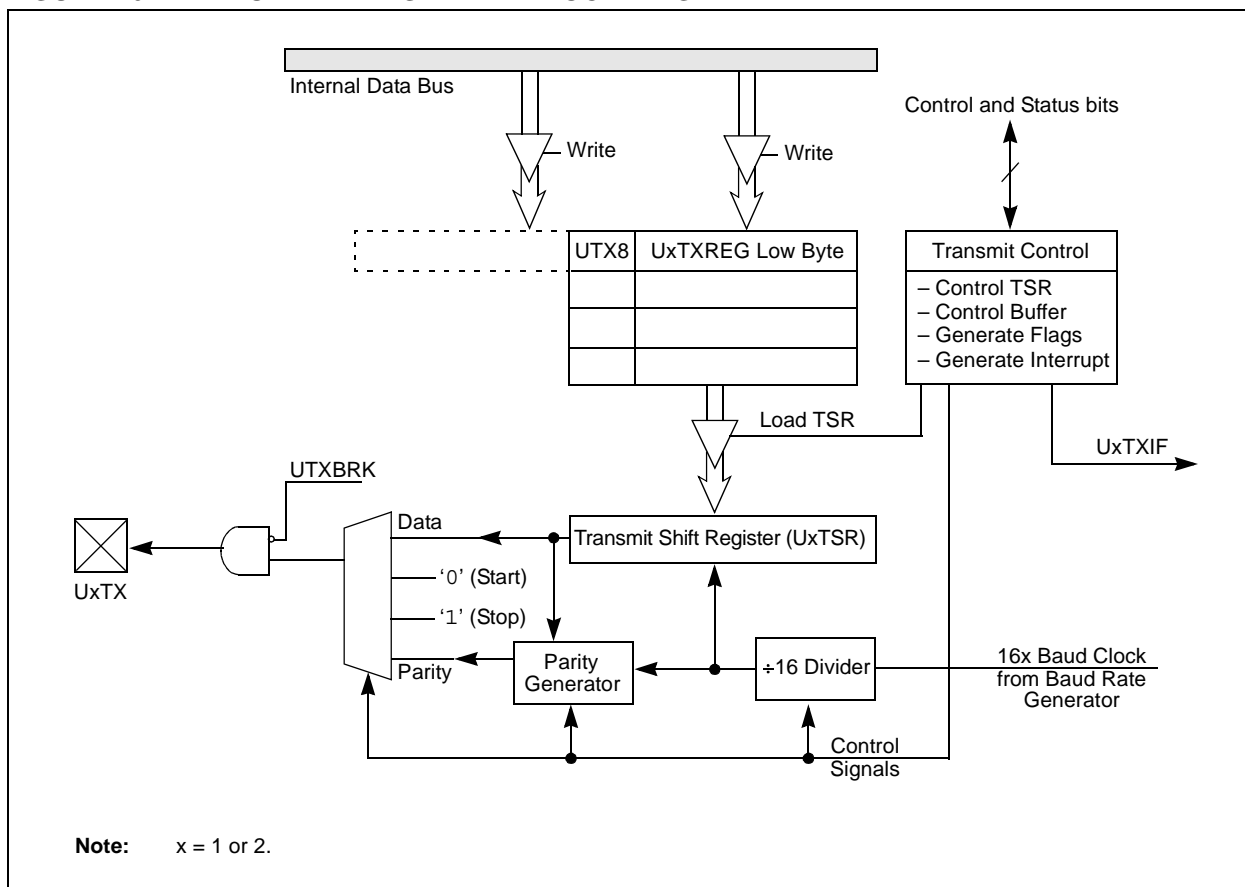 Internal Data Bus
Control and Status bits
Write
Write
UTX8
UxTXREG Low Byte
Transmit Control
– Control TSR
– Control Buffer
– Generate Flags
– Generate Interrupt
Load TSR
UxTXIF
UTXBRK
Data
Transmit Shift Register (UxTSR)
UxTX
‘0’ (Start)
‘1’ (Stop)
Parity
Parity
Generator
÷16 Divider
16x Baud Clock
from Baud Rate
Generator
Control
Signals
Note: x = 1 or 2.